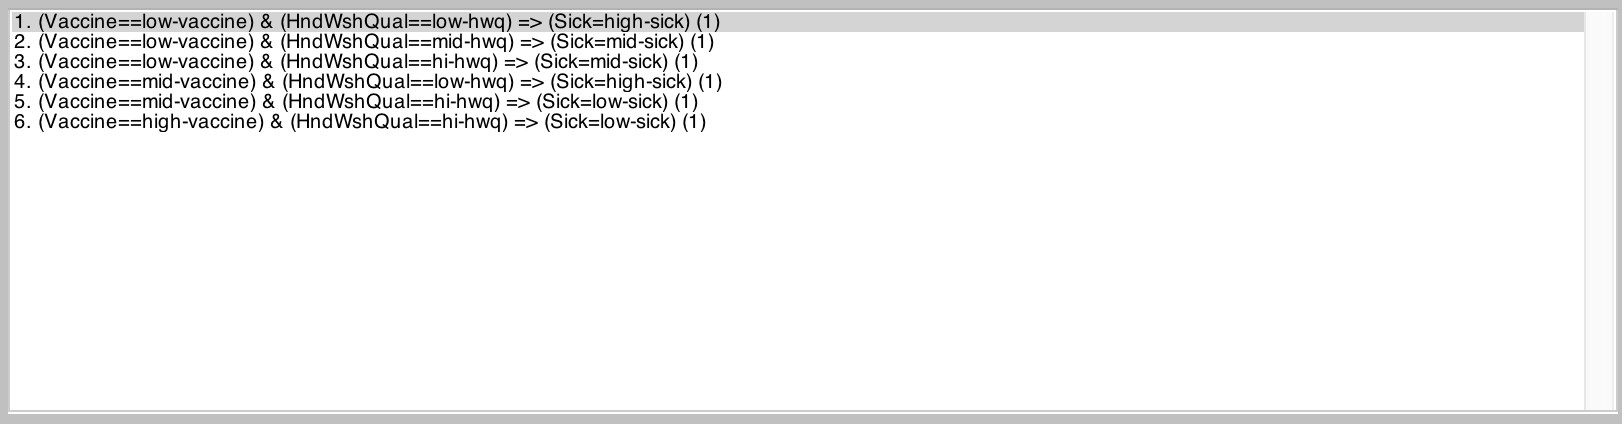 1. (Vaccine==low-vaccine) & (HndWshQual==low-hwq) => (Sick=high-sick) (1)
2. (Vaccine==low-vaccine) & (HndWshQual==mid-hwq) => (Sick=mid-sick) (1)
3. (Vaccine==low-vaccine) & (HndWshQual==hi-hwq) => (Sick=mid-sick) (1)
4. (Vaccine==mid-vaccine) & (HndWshQual==low-hwq) => (Sick=high-sick) (1)
5. (Vaccine==mid-vaccine) & (HndWshQual==hi-hwq) => (Sick=low-sick) (1)
6. (Vaccine==high-vaccine) & (HndWshQual==hi-hwq) => (Sick=low-sick) (1)